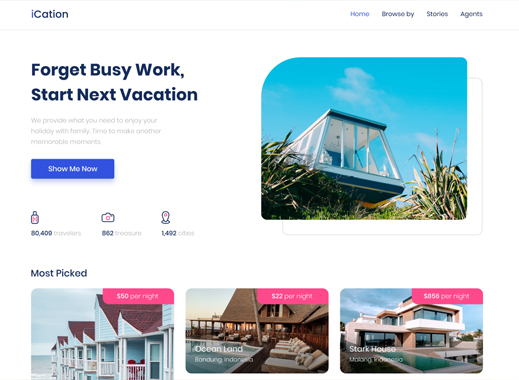 iCation
Home Browse by Stories Agents
Forget Busy Work,
Start Next Vacation
We provide what you need to enjoy your
holiday with family. Time to make another
memorable moments.
Show Me Now
80,409 travelers 862 treasure 1,492 cities
Most Picked
$50 per night $22 per night $856 per night
Ocean Land Stark House
Bandung, Indonesia Malang, Indonesia